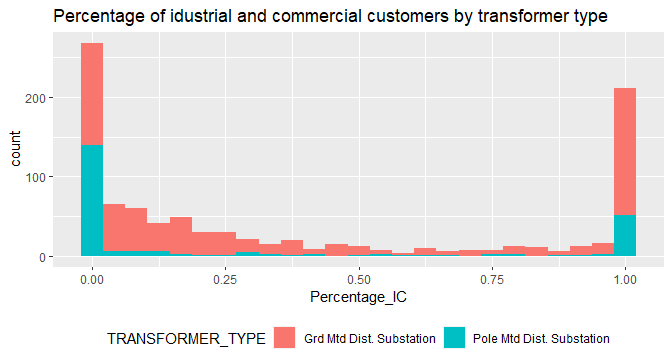 Percentage of idustrial and commercial customers by transformer type
count
200
100
0
0.00 0.25 0.50 0.75 1.00
Percentage_IC
TRANSFORMER_TYPE Grd Mtd Dist. Substation Pole Mtd Dist. Substation